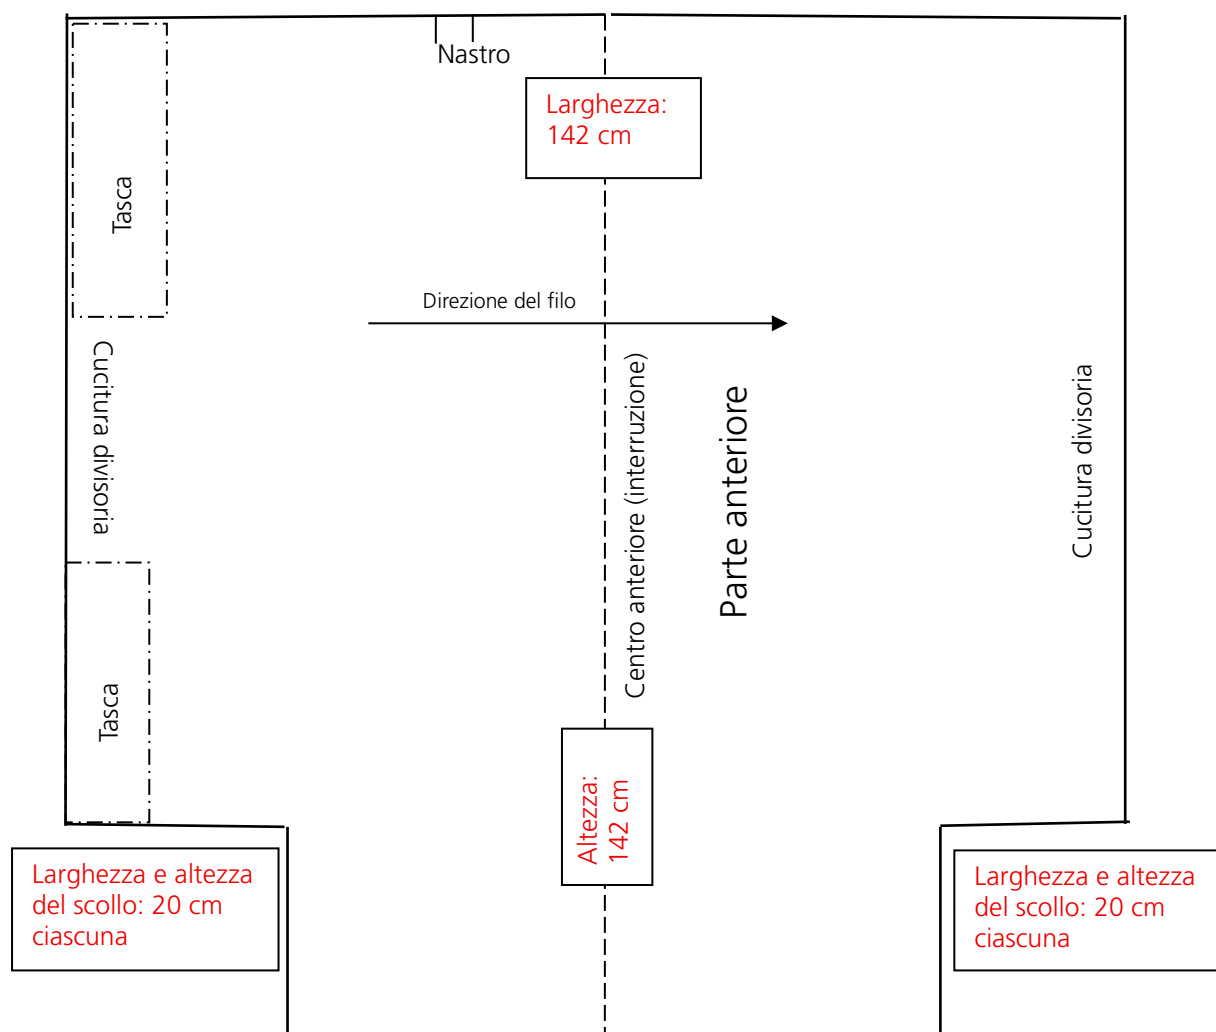 Nastro
Larghezza:
142 cm
Tasca
Direzione del filo
Cucitura divisoria
Centro anteriore (interruzione)
Parte anteriore
Cucitura divisoria
Tasca
Altezza:
142 cm
Larghezza e altezza
del scollo: 20 cm
ciascuna
Larghezza e altezza
del scollo: 20 cm
ciascuna